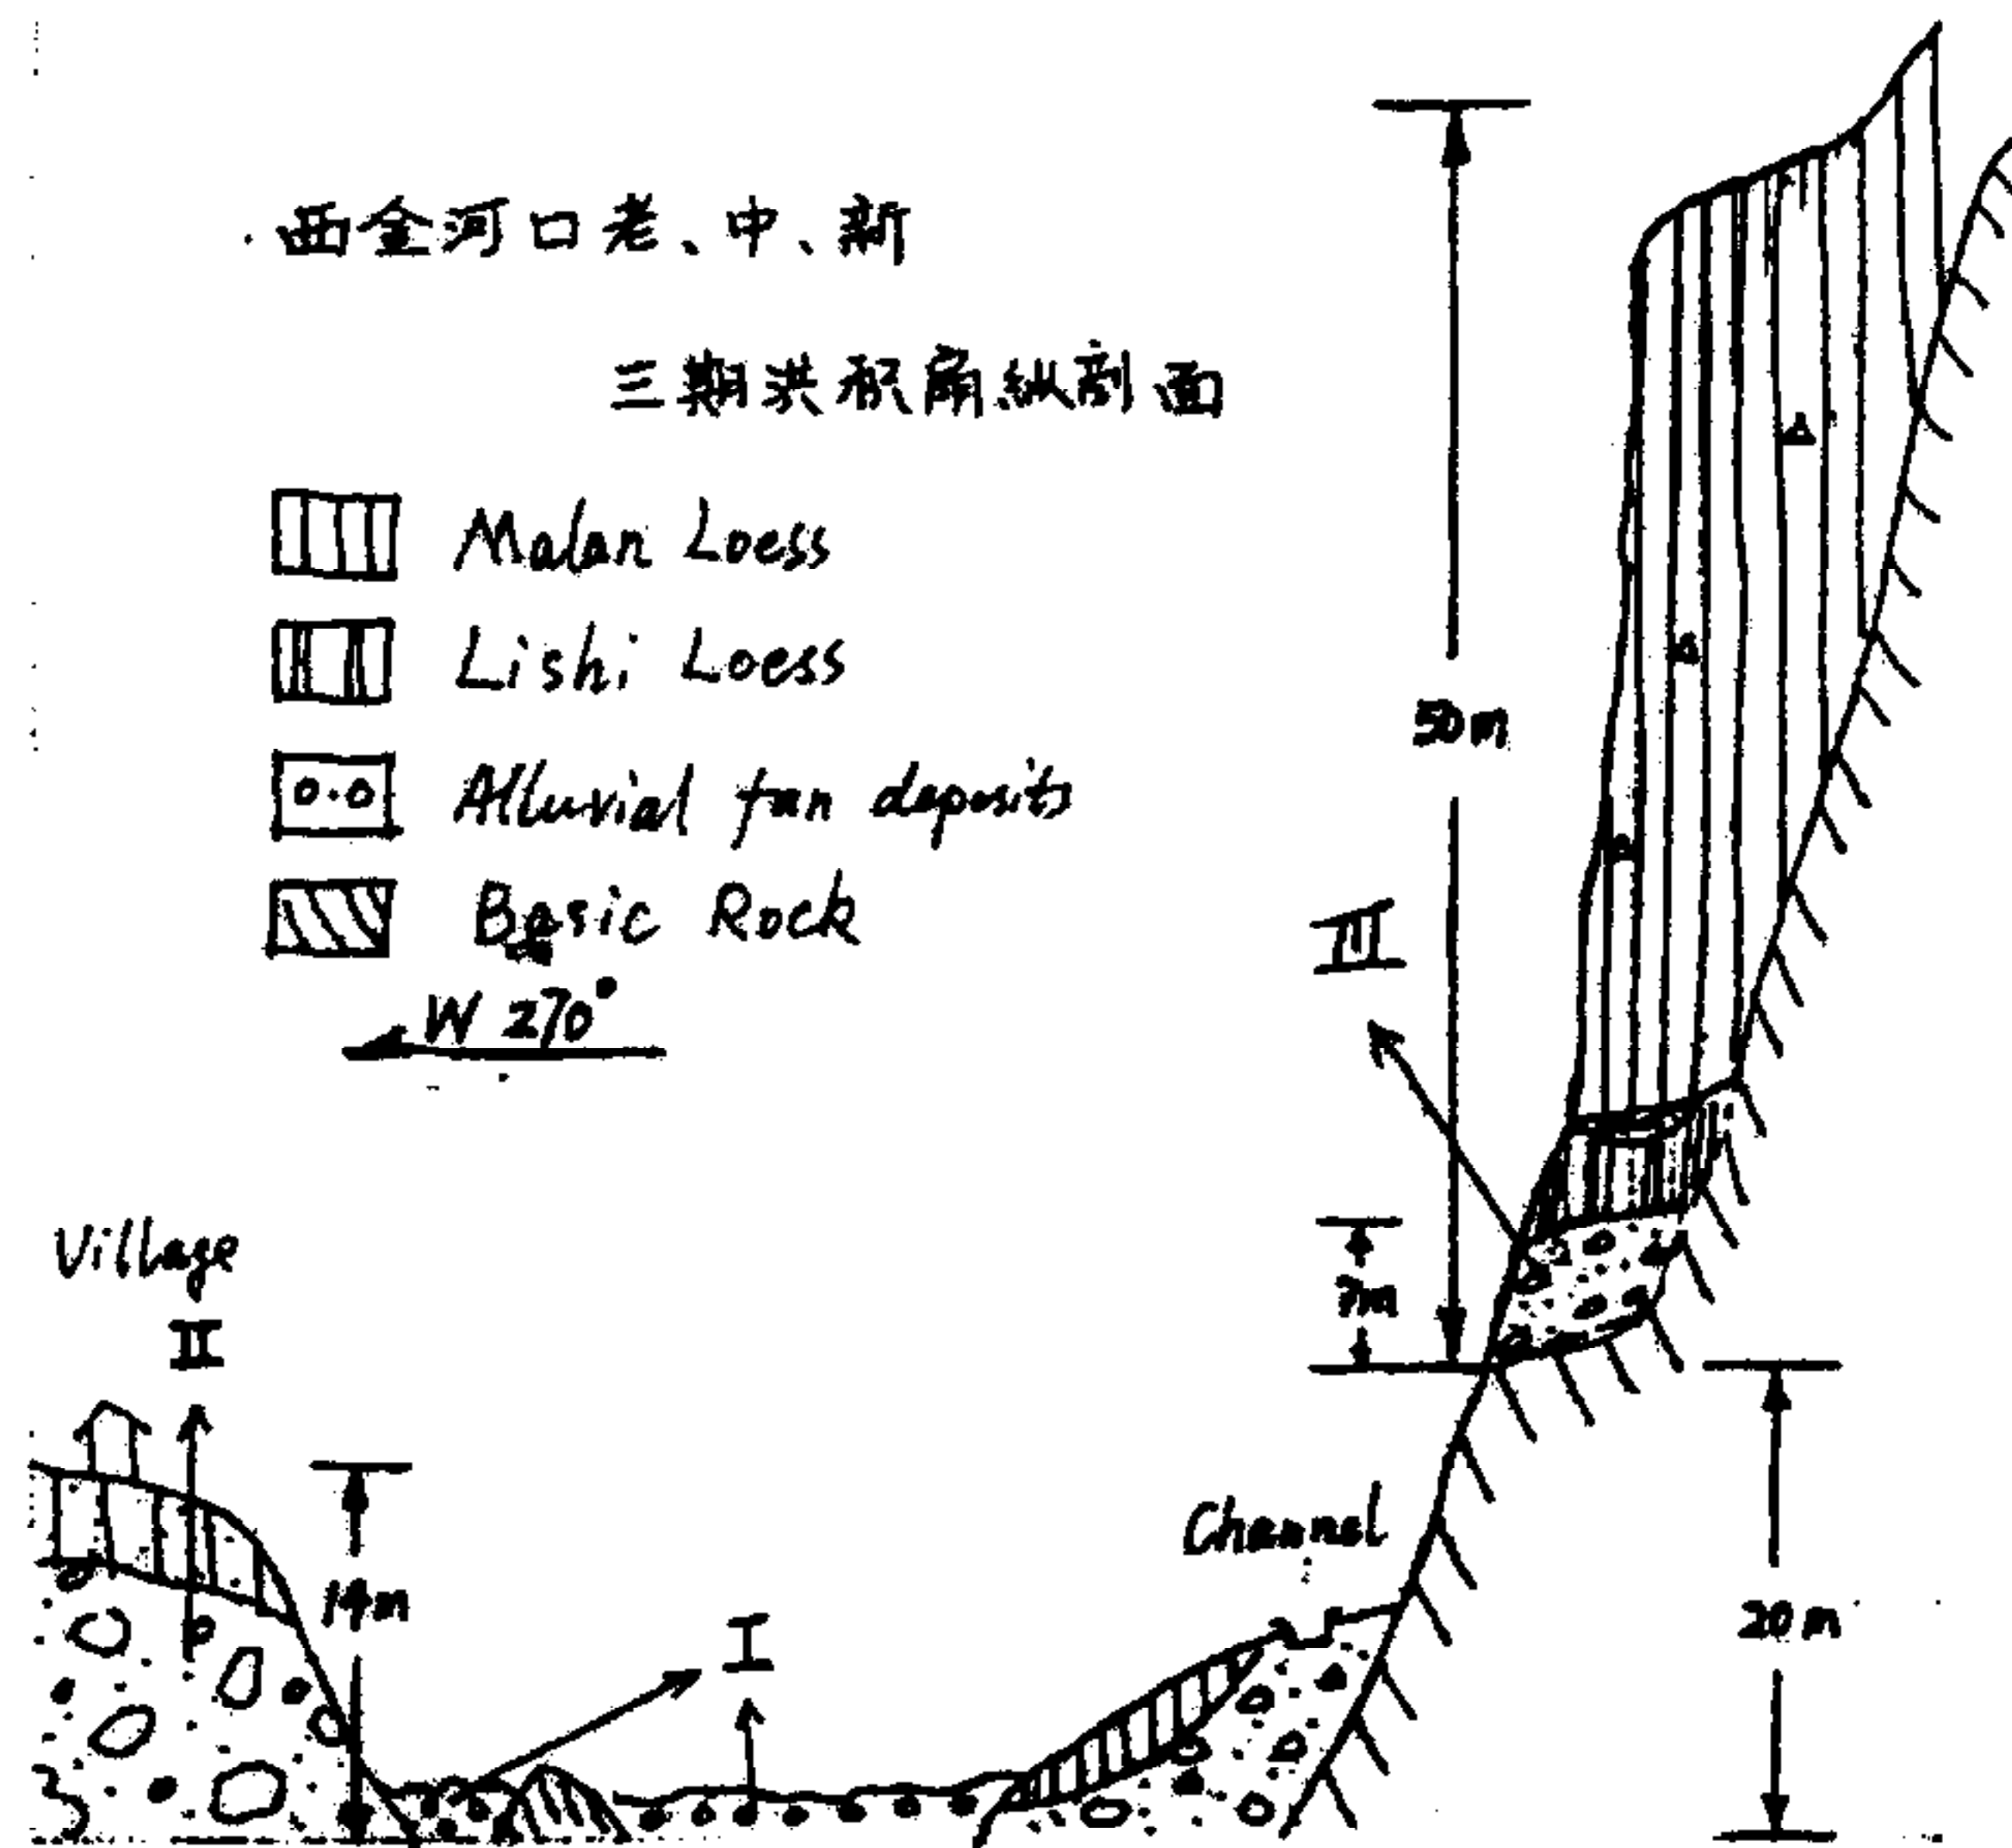 西金河口老、中、新
三期洪积扇纵剖面
Malan Loess
Lishi Loess
Alluvial fan deposits
Basic Rock
W 270°
50m
III
Village
II
7m
14m
I
Channel
20m